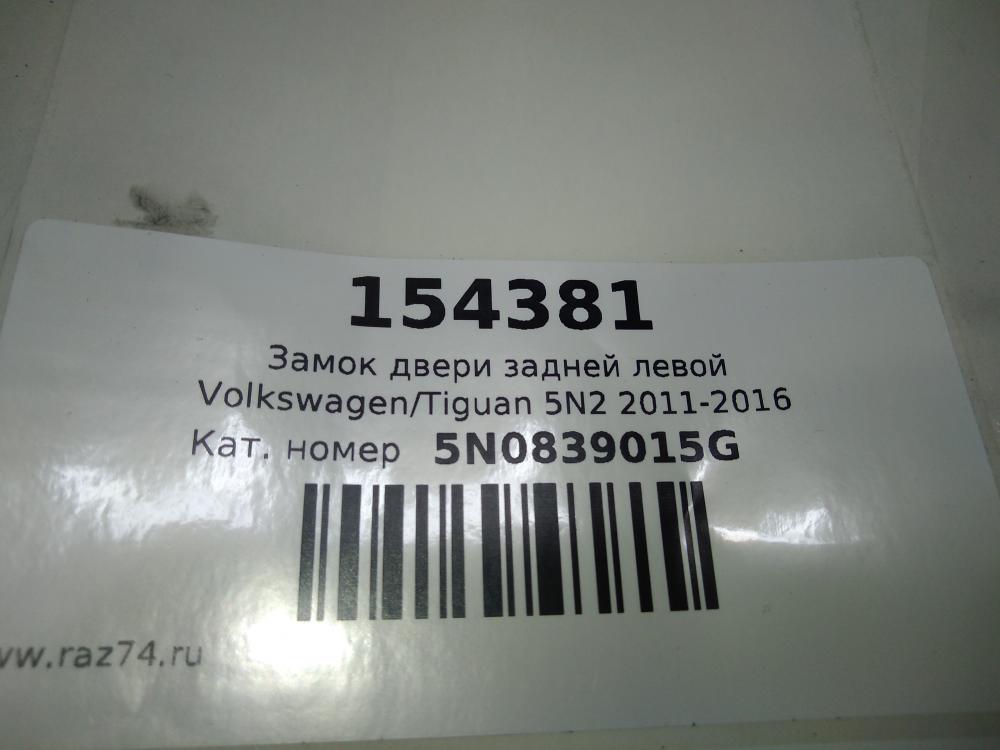 154381
Замок двери задней левой
Volkswagen/Tiguan 5N2 2011-2016
Кат. номер 5N0839015G
ww.raz74.ru